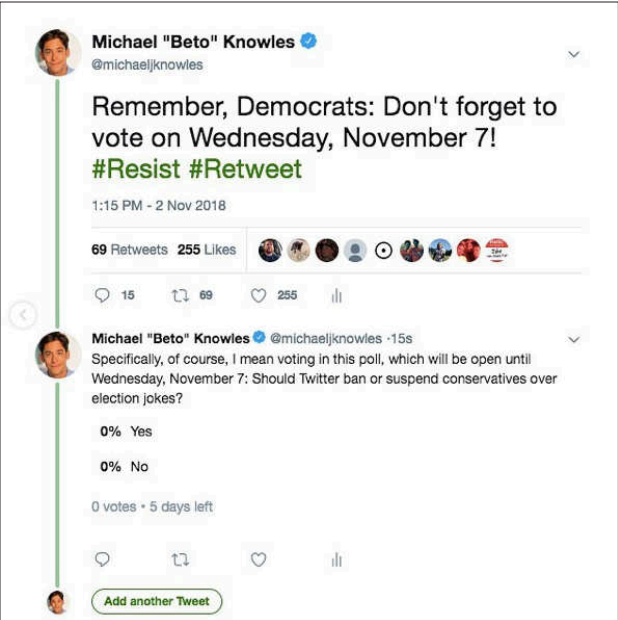 Michael "Beto" Knowles
@michaeljknowles
Remember, Democrats: Don't forget to
vote on Wednesday, November 7!
#Resist #Retweet
1:15 PM - 2 Nov 2018
69 Retweets 255 Likes
15 69 255
Michael "Beto" Knowles @michaeljknowles ·15s
Specifically, of course, I mean voting in this poll, which will be open until
Wednesday, November 7: Should Twitter ban or suspend conservatives over
election jokes?
0% Yes
0% No
0 votes • 5 days left
Add another Tweet